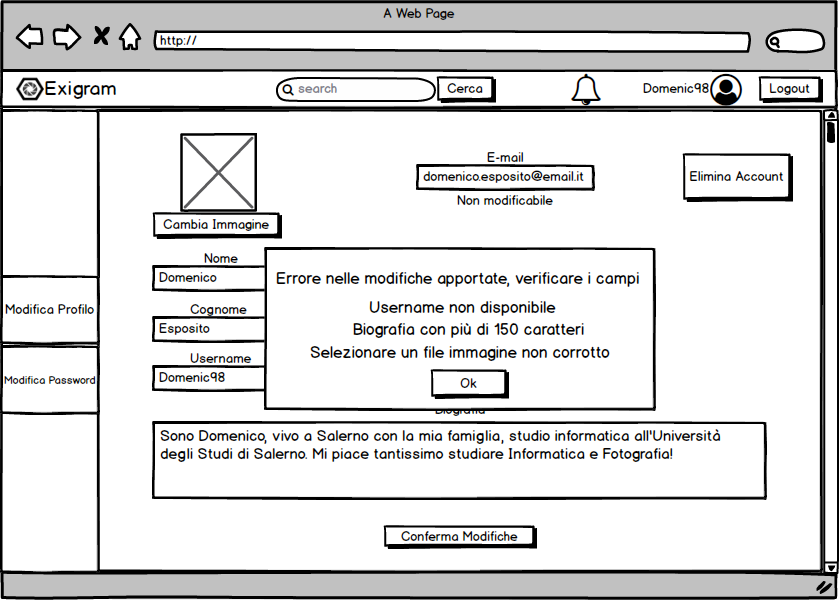 A Web Page
http://
Exigram
search
Cerca
Domenic98
Logout
E-mail
domenico.esposito@email.it
Non modificabile
Elimina Account
Cambia Immagine
Nome
Domenico
Cognome
Esposito
Username
Domenic98
Modifica Profilo
Modifica Password
Errore nelle modifiche apportate, verificare i campi
Username non disponibile
Biografia con più di 150 caratteri
Selezionare un file immagine non corrotto
Ok
Biografia
Sono Domenico, vivo a Salerno con la mia famiglia, studio informatica all'Università
degli Studi di Salerno. Mi piace tantissimo studiare Informatica e Fotografia!
Conferma Modifiche